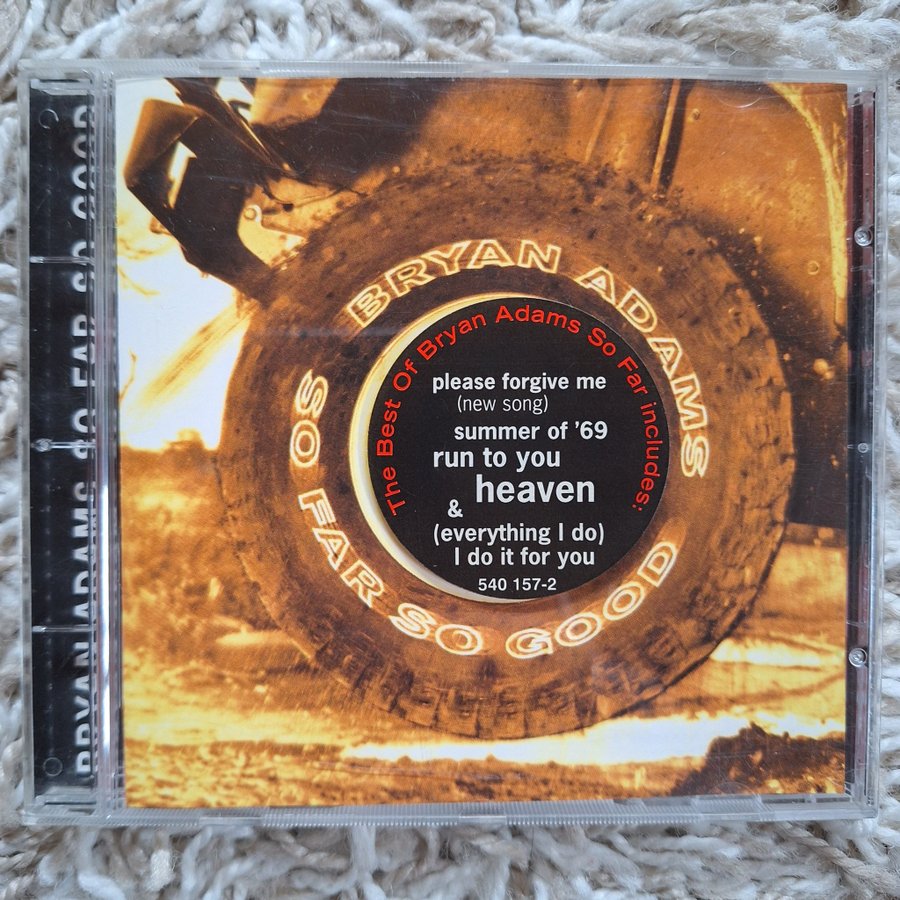 BRYAN ADAMS SO FAR SO GOOD
BRYAN ADAMS
SO FAR SO GOOD
The Best Of Bryan Adams So Far includes:
please forgive me
(new song)
summer of '69
run to you
heaven
&
(everything I do)
I do it for you
540 157-2